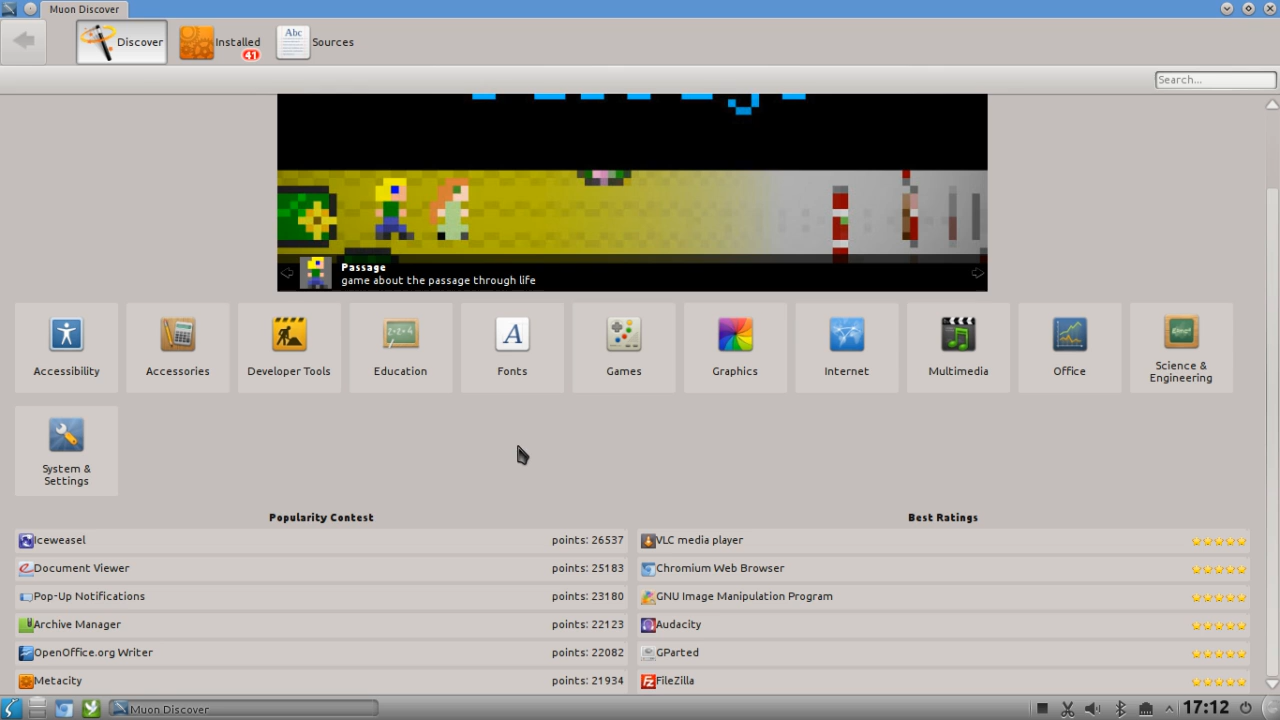 Muon Discover
Discover
Installed
41
Abc
Sources
Search...
Passage
game about the passage through life
Accessibility
Accessories
Developer Tools
Education
Fonts
Games
Graphics
Internet
Multimedia
Office
Science &
Engineering
System &
Settings
Popularity Contest
Iceweasel points: 26537
Document Viewer points: 25183
Pop-Up Notifications points: 23180
Archive Manager points: 22123
OpenOffice.org Writer points: 22082
Metacity points: 21934
Best Ratings
VLC media player
Chromium Web Browser
GNU Image Manipulation Program
Audacity
GParted
FileZilla
Muon Discover
17:12